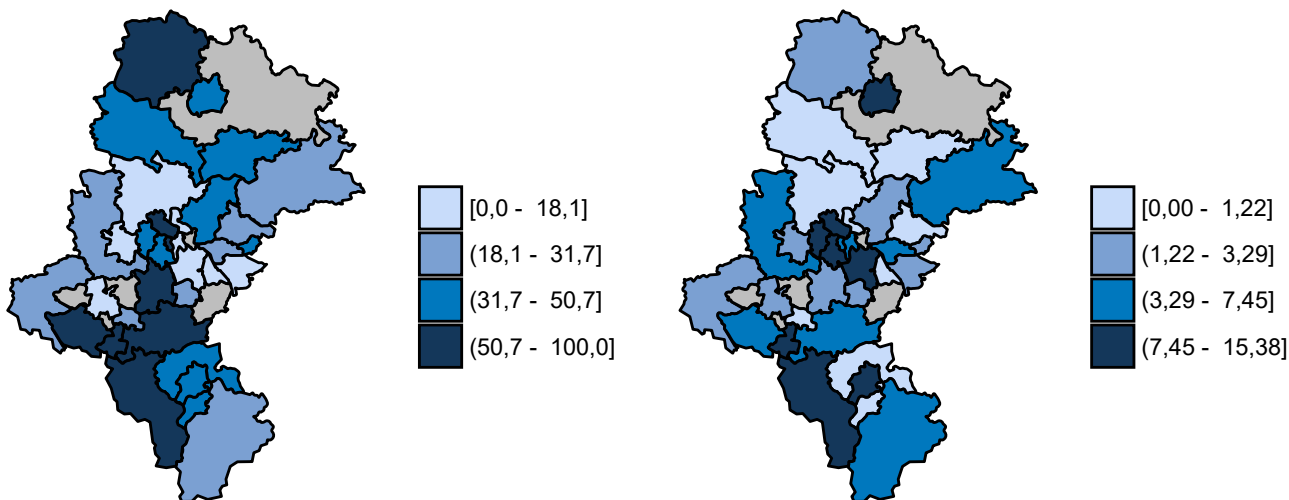 [0,0 - 18,1]
(18,1 - 31,7]
(31,7 - 50,7]
(50,7 - 100,0]
[0,00 - 1,22]
(1,22 - 3,29]
(3,29 - 7,45]
(7,45 - 15,38]